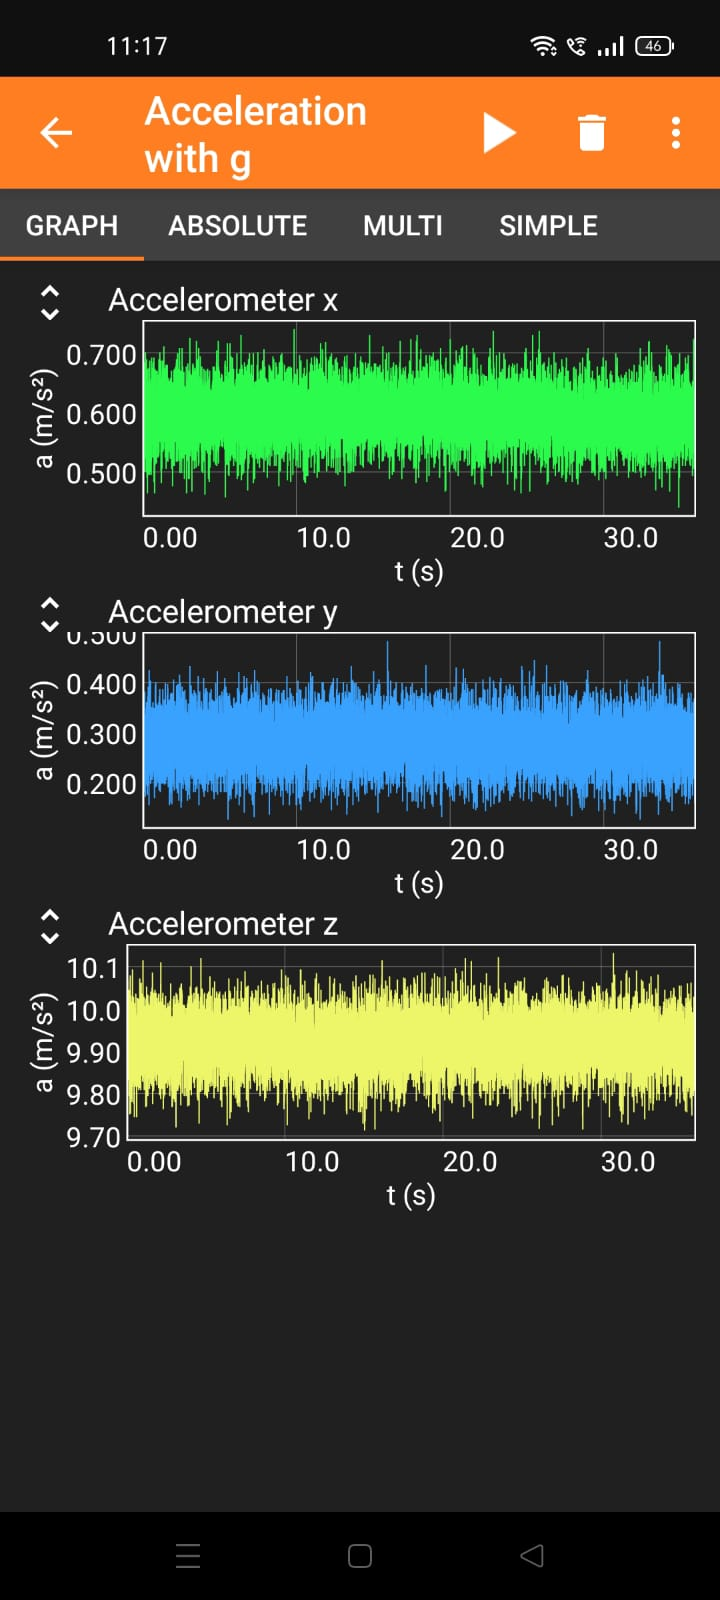 11:17
46
Acceleration
with g
GRAPH ABSOLUTE MULTI SIMPLE
Accelerometer x
a (m/s²)
0.700
0.600
0.500
0.00 10.0 20.0 30.0
t (s)
Accelerometer y
a (m/s²)
0.500
0.400
0.300
0.200
0.00 10.0 20.0 30.0
t (s)
Accelerometer z
a (m/s²)
10.1
10.0
9.90
9.80
9.70
0.00 10.0 20.0 30.0
t (s)